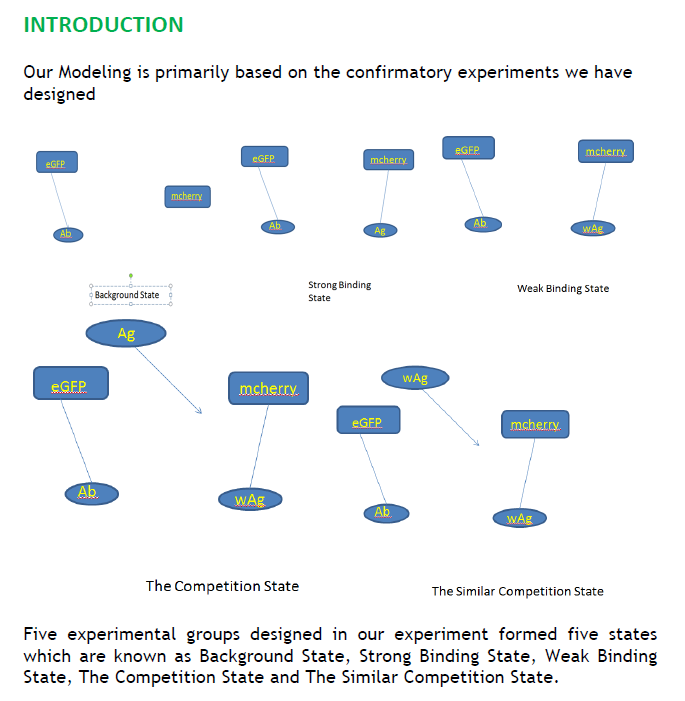 INTRODUCTION
Our Modeling is primarily based on the confirmatory experiments we have
designed
eGFP
Ab
mcherry
eGFP
Ab
mcherry
Ag
eGFP
Ab
mcherry
wAg
Background State
Strong Binding
State
Weak Binding State
Ag
eGFP
mcherry
Ab
wAg
wAg
eGFP
mcherry
Ab
wAg
The Competition State
The Similar Competition State
Five experimental groups designed in our experiment formed five states
which are known as Background State, Strong Binding State, Weak Binding
State, The Competition State and The Similar Competition State.